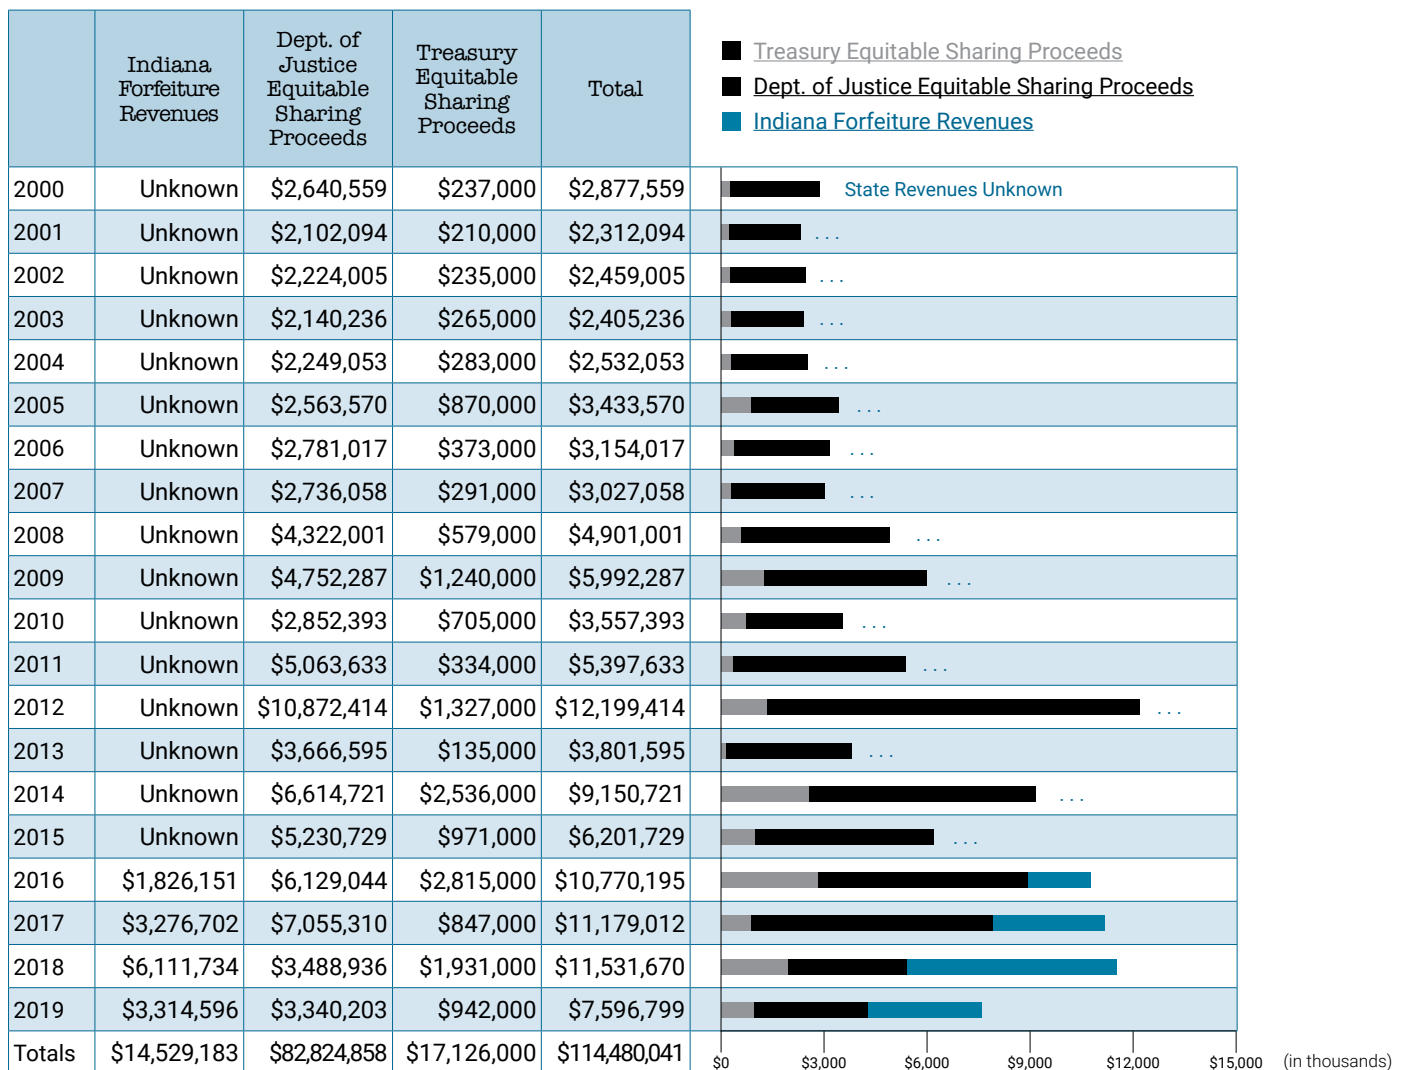 Indiana
Forfeiture
Revenues
Dept. of
Justice
Equitable
Sharing
Proceeds
Treasury
Equitable
Sharing
Proceeds
Total
Treasury Equitable Sharing Proceeds
Dept. of Justice Equitable Sharing Proceeds
Indiana Forfeiture Revenues
2000 Unknown $2,640,559 $237,000 $2,877,559 State Revenues Unknown
2001 Unknown $2,102,094 $210,000 $2,312,094 ...
2002 Unknown $2,224,005 $235,000 $2,459,005 ...
2003 Unknown $2,140,236 $265,000 $2,405,236 ...
2004 Unknown $2,249,053 $283,000 $2,532,053 ...
2005 Unknown $2,563,570 $870,000 $3,433,570 ...
2006 Unknown $2,781,017 $373,000 $3,154,017 ...
2007 Unknown $2,736,058 $291,000 $3,027,058 ...
2008 Unknown $4,322,001 $579,000 $4,901,001 ...
2009 Unknown $4,752,287 $1,240,000 $5,992,287 ...
2010 Unknown $2,852,393 $705,000 $3,557,393 ...
2011 Unknown $5,063,633 $334,000 $5,397,633 ...
2012 Unknown $10,872,414 $1,327,000 $12,199,414 ...
2013 Unknown $3,666,595 $135,000 $3,801,595 ...
2014 Unknown $6,614,721 $2,536,000 $9,150,721 ...
2015 Unknown $5,230,729 $971,000 $6,201,729 ...
2016 $1,826,151 $6,129,044 $2,815,000 $10,770,195
2017 $3,276,702 $7,055,310 $847,000 $11,179,012
2018 $6,111,734 $3,488,936 $1,931,000 $11,531,670
2019 $3,314,596 $3,340,203 $942,000 $7,596,799
Totals $14,529,183 $82,824,858 $17,126,000 $114,480,041
$0 $3,000 $6,000 $9,000 $12,000 $15,000 (in thousands)